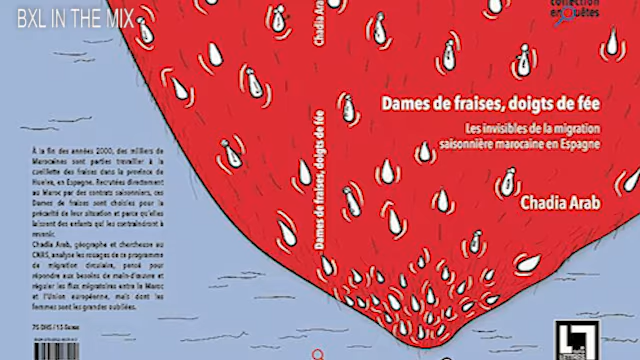 BXL IN THE MIX
À la fin des années 2000, des milliers de
Marocaines sont parties travailler à la
cueillette des fraises dans la province de
Huelva, en Espagne. Recrutées directement
au Maroc par des contrats saisonniers, ces
Dames de fraises sont choisies pour la
précarité de leur situation et parce qu'elles
laissent des enfants qui les contraindront à
revenir.
Chadia Arab, géographe et chercheuse au
CNRS, analyse les rouages de ce programme
de migration circulaire, pensé pour
répondre aux besoins de main-d'œuvre et
réguler les flux migratoires entre le Maroc
et l'Union européenne, mais dont les
femmes sont les grandes oubliées.
75 DHS / 15 Euros
Dames de fraises, doigts de fée
Chadia Arab
collection
enquêtes
Dames de fraises, doigts de fée
Les invisibles de la migration
saisonnière marocaine en Espagne
Chadia Arab